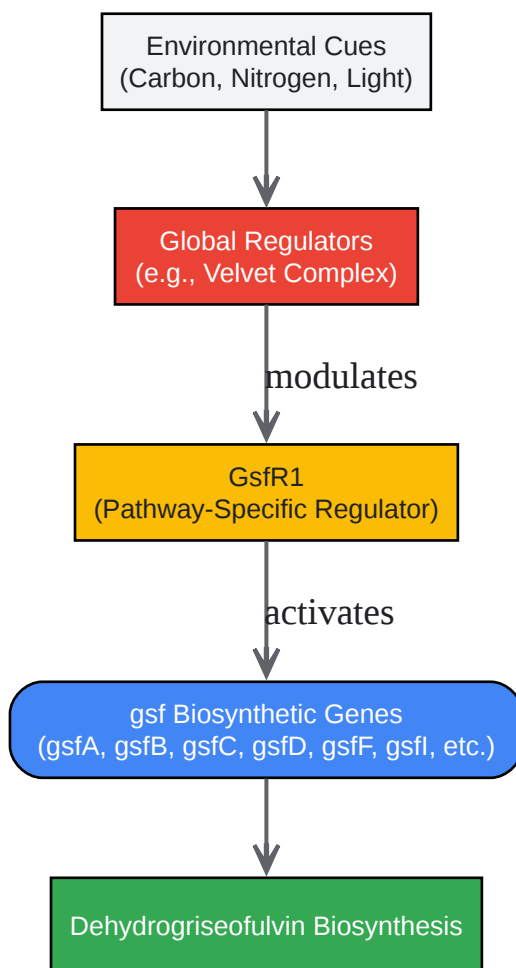 Environmental Cues
(Carbon, Nitrogen, Light)
Global Regulators
(e.g., Velvet Complex)
modulates
GsfR1
(Pathway-Specific Regulator)
activates
gsf Biosynthetic Genes
(gsfA, gsfB, gsfC, gsfD, gsfF, gsfI, etc.)
Dehydrogriseofulvin Biosynthesis